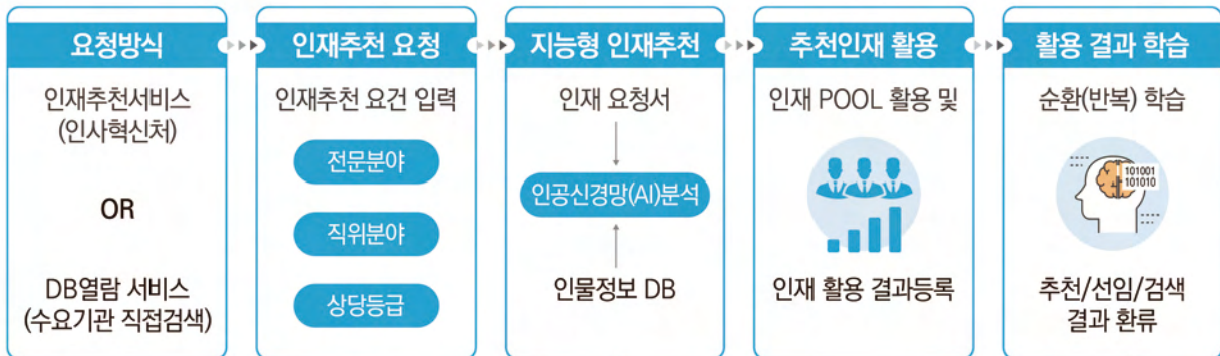 요청방식
인재추천서비스
(인사혁신처)
OR
DB열람 서비스
(수요기관 직접검색)
인재추천 요청
인재추천 요건 입력
전문분야
직위분야
상당등급
지능형 인재추천
인재 요청서
인공신경망(AI)분석
인물정보 DB
추천인재 활용
인재 POOL 활용 및
인재 활용 결과등록
활용 결과 학습
순환(반복) 학습
101001
101010
추천/선임/검색
결과 환류